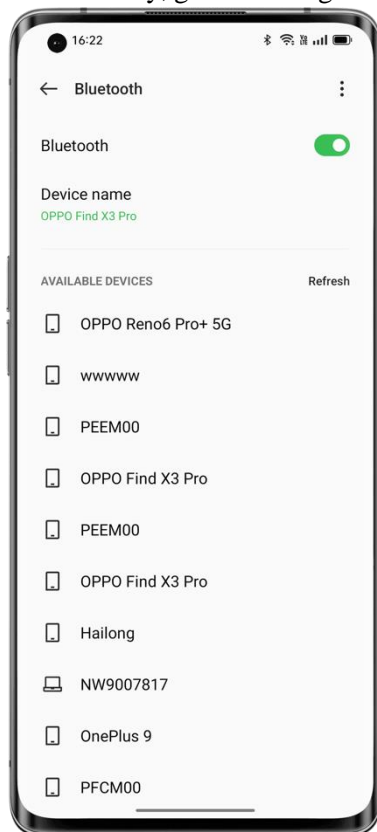 16:22
Bluetooth
Bluetooth
Device name
OPPO Find X3 Pro
AVAILABLE DEVICES Refresh
OPPO Reno6 Pro+ 5G
wwwww
PEEM00
OPPO Find X3 Pro
PEEM00
OPPO Find X3 Pro
Hailong
NW9007817
OnePlus 9
PFCM00